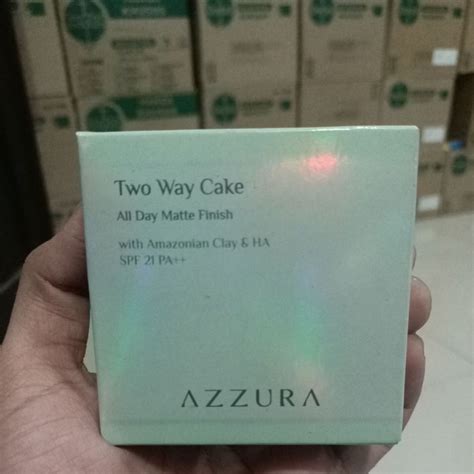 Two Way Cake
All Day Matte Finish
with Amazonian Clay & HA
SPF 21 PA++
AZZURA